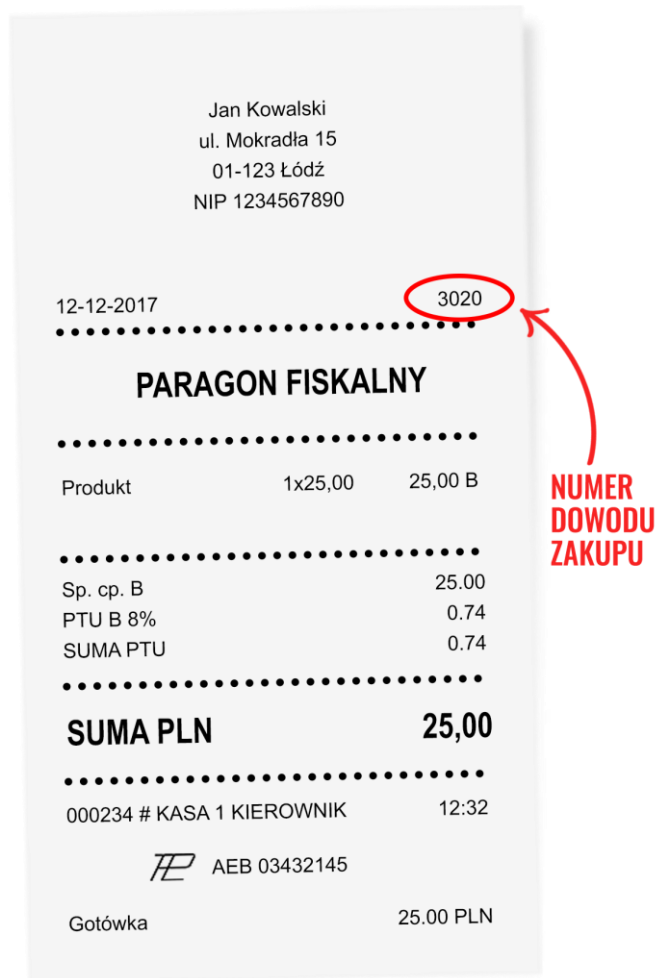 Jan Kowalski
ul. Mokradła 15
01-123 Łódź
NIP 1234567890
12-12-2017 3020
PARAGON FISKALNY
Produkt 1x25,00 25,00 B
NUMER
DOWODU
ZAKUPU
Sp. cp. B 25.00
PTU B 8% 0.74
SUMA PTU 0.74
SUMA PLN 25,00
000234 # KASA 1 KIEROWNIK 12:32
AEB 03432145
Gotówka 25.00 PLN